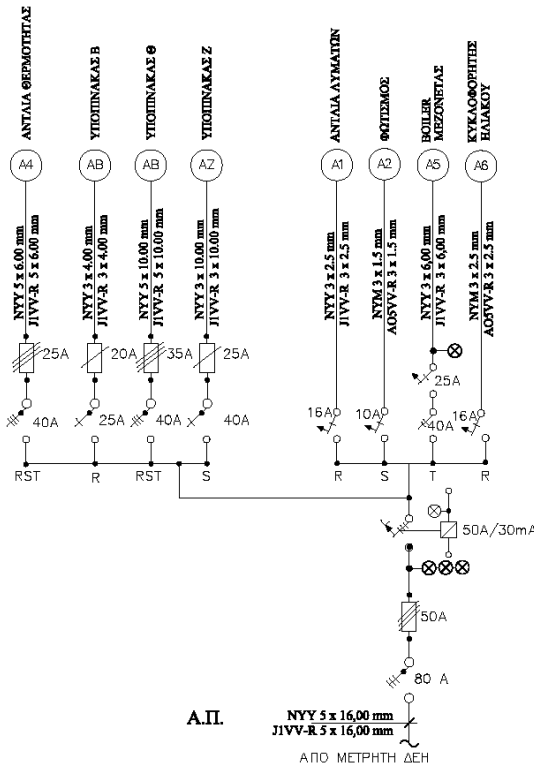 ΑΝΤΛΙΑ ΘΕΡΜΟΤΗΤΑΣ
ΥΠΟΠΙΝΑΚΑΣ Β
ΥΠΟΠΙΝΑΚΑΣ Θ
ΥΠΟΠΙΝΑΚΑΣ Ζ
ΑΝΤΛΙΑ ΛΥΜΑΤΩΝ
ΦΩΤΙΣΜΟΣ
BOILER
ΜΕΖΟΝΕΤΑΣ
ΚΥΚΛΟΦΟΡΗΤΗΣ
ΗΛΙΑΚΟΥ
A4
AB
AB
AZ
A1
A2
A5
A6
NYY 5 x 6.00 mm
J1VV-R 5 x 6.00 mm
NYY 3 x 4.00 mm
J1VV-R 3 x 4.00 mm
NYY 5 x 10.00 mm
J1VV-R 5 x 10.00 mm
NYY 3 x 10.00 mm
J1VV-R 3 x 10.00 mm
NYY 3 x 2.5 mm
J1VV-R 3 x 2.5 mm
NYM 3 x 1.5 mm
AO5VV-R 3 x 1.5 mm
NYY 3 x 6,00 mm
J1VV-R 3 x 6,00 mm
NYM 3 x 2.5 mm
AO5VV-R 3 x 2.5 mm
25A
20A
35A
25A
25A
40A
25A
40A
40A
16A
10A
40A
16A
RST
R
RST
S
R
S
T
R
50A/30mA
50A
80 A
Α.Π.
NYY 5 x 16,00 mm
J1VV-R 5 x 16,00 mm
ΑΠΟ ΜΕΤΡΗΤΗ ΔΕΗ